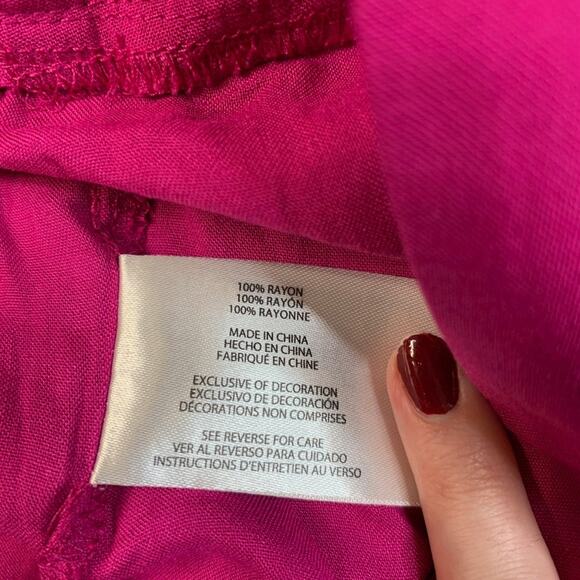 100% RAYON
100% RAYÓN
100% RAYONNE
MADE IN CHINA
HECHO EN CHINA
FABRIQUÉ EN CHINE
EXCLUSIVE OF DECORATION
EXCLUSIVO DE DECORACIÓN
DÉCORATIONS NON COMPRISES
SEE REVERSE FOR CARE
VER AL REVERSO PARA CUIDADO
INSTRUCTIONS D'ENTRETIEN AU VERSO